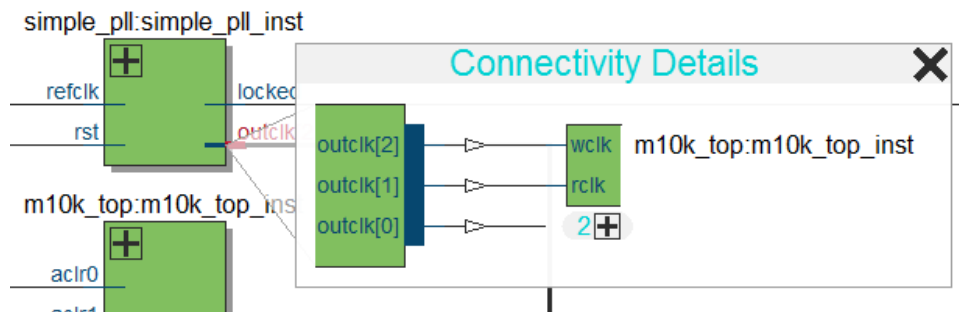 simple_pll:simple_pll_inst
Connectivity Details
refclk
locked
rst
outclk
outclk[2]
wclk
m10k_top:m10k_top_inst
outclk[1]
rclk
outclk[0]
2
m10k_top:m10k_top_ins
aclr0
aclr1